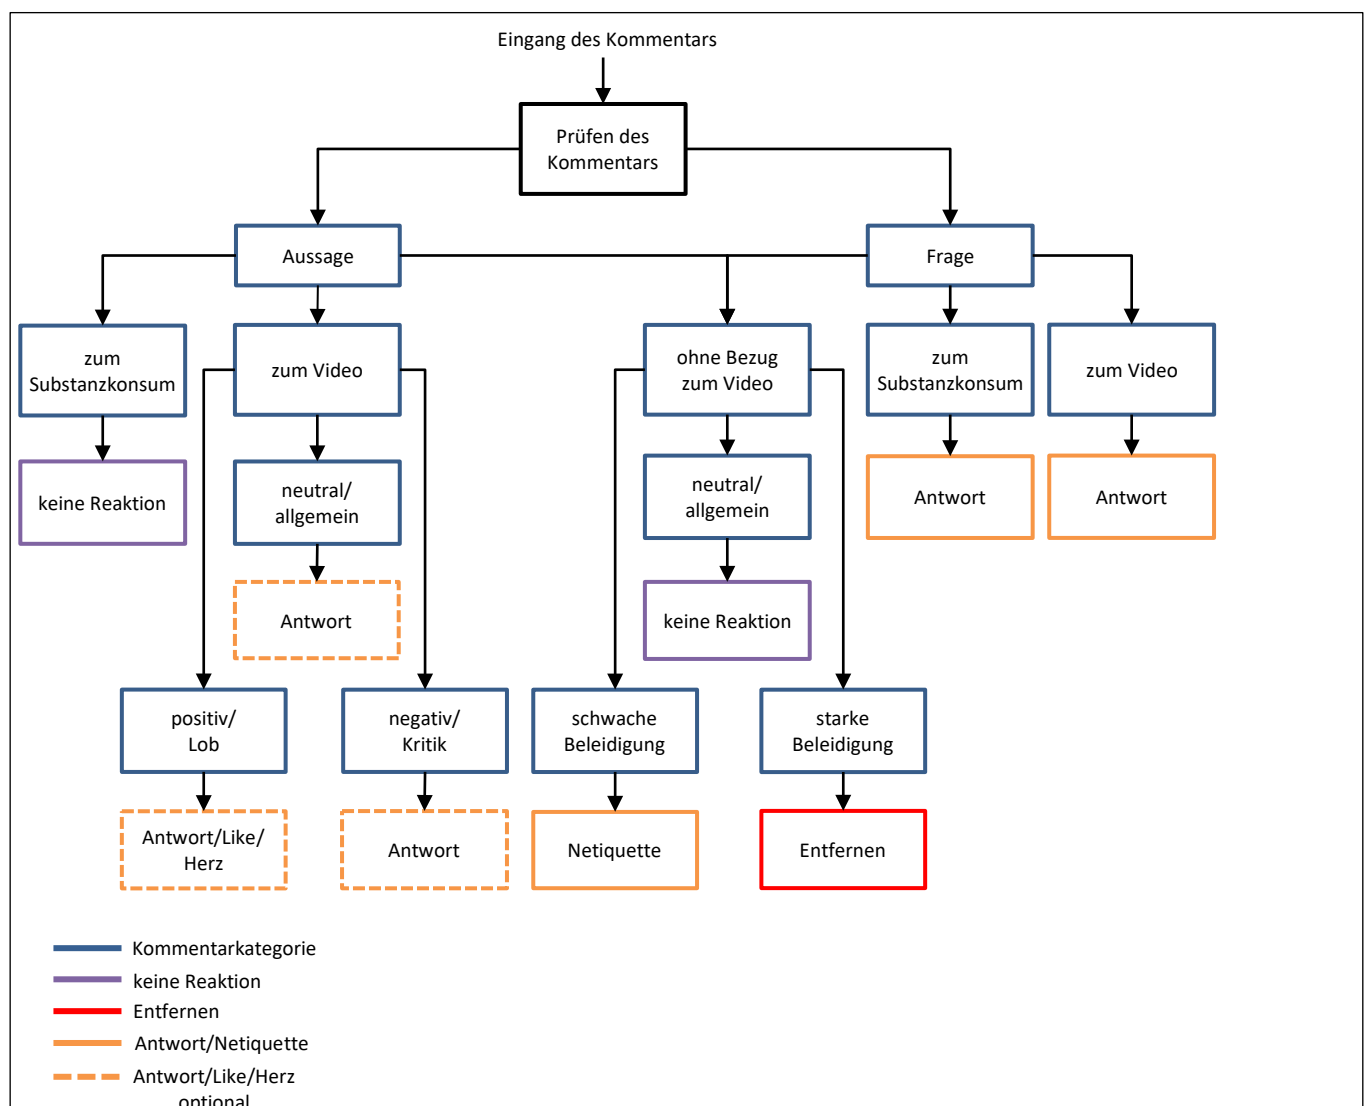 Eingang des Kommentars
Prüfen des
Kommentars
Aussage
Frage
zum
Substanzkonsum
zum Video
ohne Bezug
zum Video
zum
Substanzkonsum
zum Video
keine Reaktion
neutral/
allgemein
neutral/
allgemein
Antwort
Antwort
Antwort
keine Reaktion
positiv/
Lob
negativ/
Kritik
schwache
Beleidigung
starke
Beleidigung
Antwort/Like/
Herz
Antwort
Netiquette
Entfernen
Kommentarkategorie
keine Reaktion
Entfernen
Antwort/Netiquette
Antwort/Like/Herz
optional